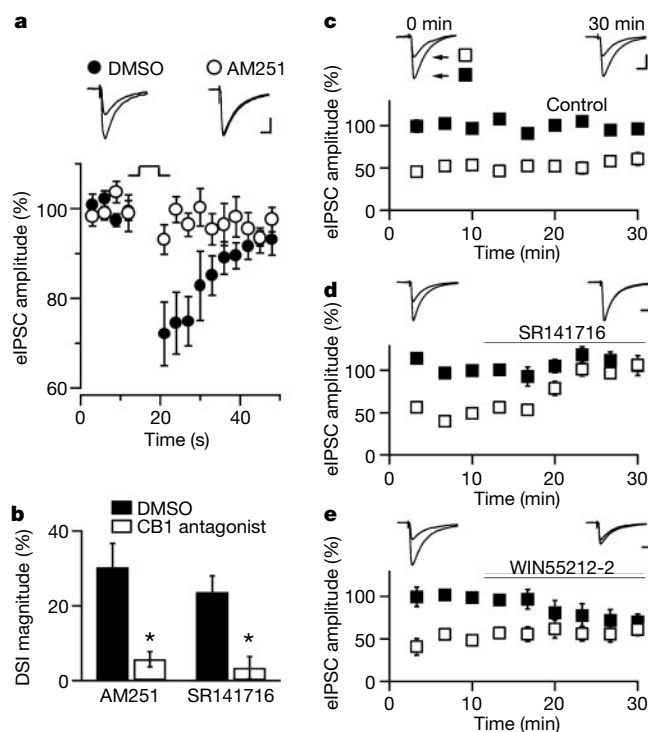 a
DMSO AM251
eIPSC amplitude (%)
100
80
60
0 20 40
Time (s)
b
DMSO
CB1 antagonist
DSI magnitude (%)
40
20
0
AM251 SR141716
* *
c
0 min 30 min
Control
eIPSC amplitude (%)
100
50
0
0 10 20 30
Time (min)
d
SR141716
eIPSC amplitude (%)
100
50
0
0 10 20 30
Time (min)
e
WIN55212-2
eIPSC amplitude (%)
100
50
0
0 10 20 30
Time (min)